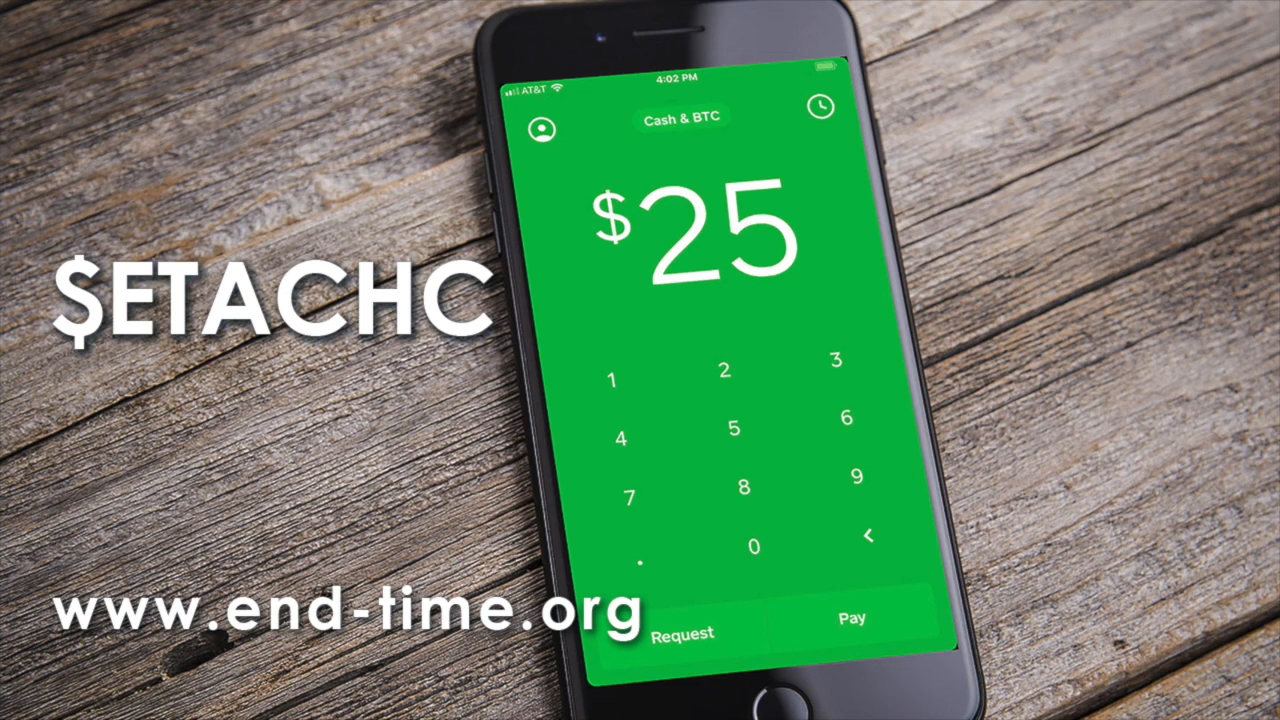 AT&T
4:02 PM
Cash & BTC
$25
$ETACHC
1 2 3
4 5 6
7 8 9
. 0 <
www.end-time.org
Request Pay